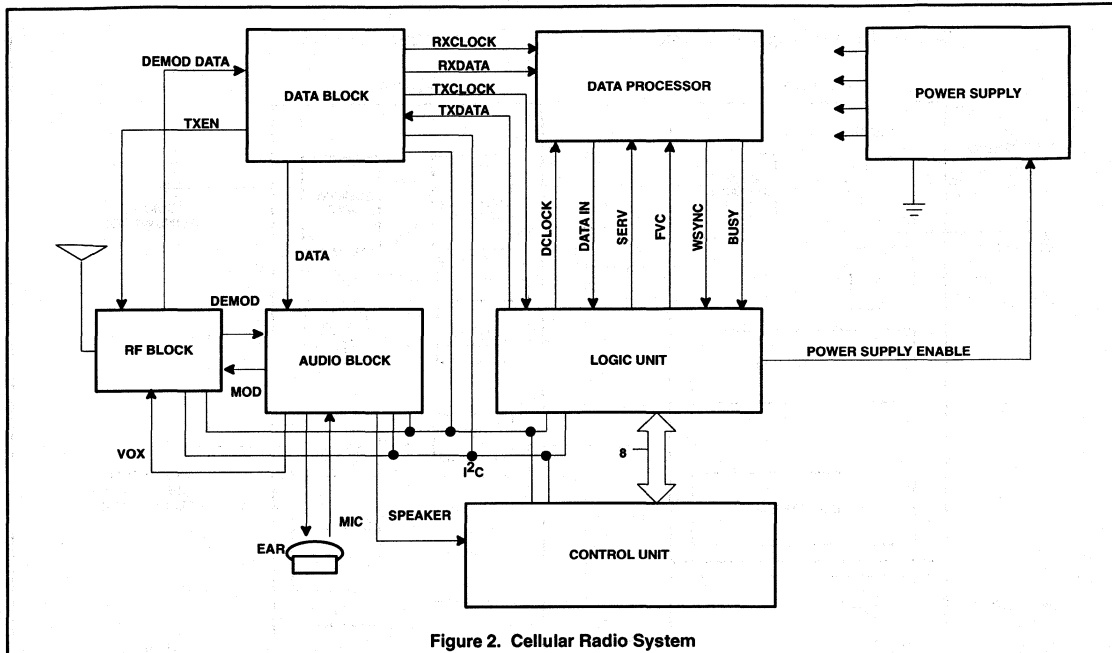 RXCLOCK
DEMOD DATA
RXDATA
DATA BLOCK
DATA PROCESSOR
POWER SUPPLY
TXCLOCK
TXDATA
TXEN
DCLOCK
DATA IN
SERV
FVC
WSYNC
BUSY
DATA
DEMOD
RF BLOCK
AUDIO BLOCK
LOGIC UNIT
POWER SUPPLY ENABLE
MOD
VOX
I²C
8
MIC
SPEAKER
EAR
CONTROL UNIT
Figure 2. Cellular Radio System